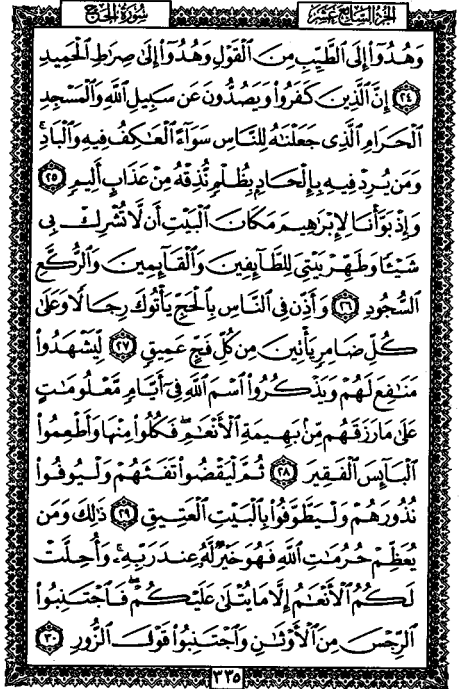 الجزء السابع عشر
سورة الحج
وَهُدُوٓا۟ إِلَى ٱلطَّيِّبِ مِنَ ٱلْقَوْلِ وَهُدُوٓا۟ إِلَىٰ صِرَٰطِ ٱلْحَمِيدِ
٢٤ إِنَّ ٱلَّذِينَ كَفَرُوا۟ وَيَصُدُّونَ عَن سَبِيلِ ٱللَّهِ وَٱلْمَسْجِدِ
ٱلْحَرَامِ ٱلَّذِى جَعَلْنَٰهُ لِلنَّاسِ سَوَآءً ٱلْعَٰكِفُ فِيهِ وَٱلْبَادِ ۚ
وَمَن يُرِدْ فِيهِ بِإِلْحَادٍۭ بِظُلْمٍ نُّذِقْهُ مِنْ عَذَابٍ أَلِيمٍ ٢٥
وَإِذْ بَوَّأْنَا لِإِبْرَٰهِيمَ مَكَانَ ٱلْبَيْتِ أَن لَّا تُشْرِكْ بِى
شَيْـًٔا وَطَهِّرْ بَيْتِىَ لِلطَّآئِفِينَ وَٱلْقَآئِمِينَ وَٱلرُّكَّعِ
ٱلسُّجُودِ ٢٦ وَأَذِّن فِى ٱلنَّاسِ بِٱلْحَجِّ يَأْتُوكَ رِجَالًا وَعَلَىٰ
كُلِّ ضَامِرٍ يَأْتِينَ مِن كُلِّ فَجٍّ عَمِيقٍ ٢٧ لِّيَشْهَدُوا۟
مَنَٰفِعَ لَهُمْ وَيَذْكُرُوا۟ ٱسْمَ ٱللَّهِ فِىٓ أَيَّامٍ مَّعْلُومَٰتٍ
عَلَىٰ مَا رَزَقَهُم مِّنۢ بَهِيمَةِ ٱلْأَنْعَٰمِ ۖ فَكُلُوا۟ مِنْهَا وَأَطْعِمُوا۟
ٱلْبَآئِسَ ٱلْفَقِيرَ ٢٨ ثُمَّ لْيَقْضُوا۟ تَفَثَهُمْ وَلْيُوفُوا۟
نُذُورَهُمْ وَلْيَطَّوَّفُوا۟ بِٱلْبَيْتِ ٱلْعَتِيقِ ٢٩ ذَٰلِكَ وَمَن
يُعَظِّمْ حُرُمَٰتِ ٱللَّهِ فَهُوَ خَيْرٌ لَّهُۥ عِندَ رَبِّهِۦ ۗ وَأُحِلَّتْ
لَكُمُ ٱلْأَنْعَٰمُ إِلَّا مَا يُتْلَىٰ عَلَيْكُمْ ۖ فَٱجْتَنِبُوا۟
ٱلرِّجْسَ مِنَ ٱلْأَوْثَٰنِ وَٱجْتَنِبُوا۟ قَوْلَ ٱلزُّورِ ٣٠
٣٣٥